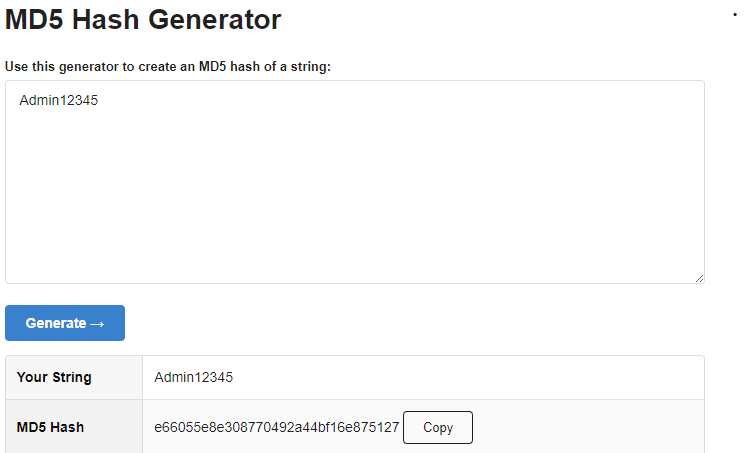 MD5 Hash Generator
Use this generator to create an MD5 hash of a string:
Admin12345
Generate →
Your String Admin12345
MD5 Hash e66055e8e308770492a44bf16e875127 Copy